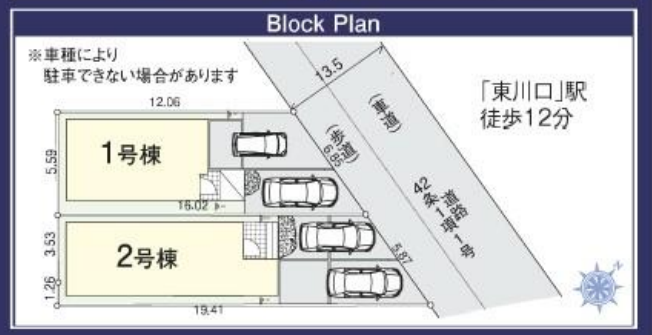 Block Plan
※車種により
駐車できない場合があります
13.5
「東川口」駅
徒歩12分
12.06
(車道)
(歩道)
6.85
1号棟
5.59
16.02
道路
42条1項1号
3.53
2号棟
5.87
1.26
19.41
N